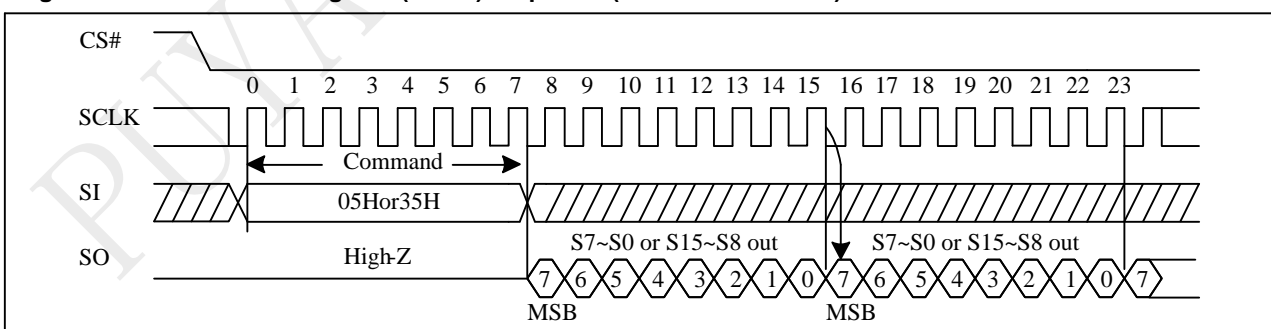 CS#
0 1 2 3 4 5 6 7 8 9 10 11 12 13 14 15 16 17 18 19 20 21 22 23
SCLK
Command
SI
05Hor35H
S7~S0 or S15~S8 out S7~S0 or S15~S8 out
SO
High-Z
7 6 5 4 3 2 1 0 7 6 5 4 3 2 1 0 7
MSB MSB
PUYA